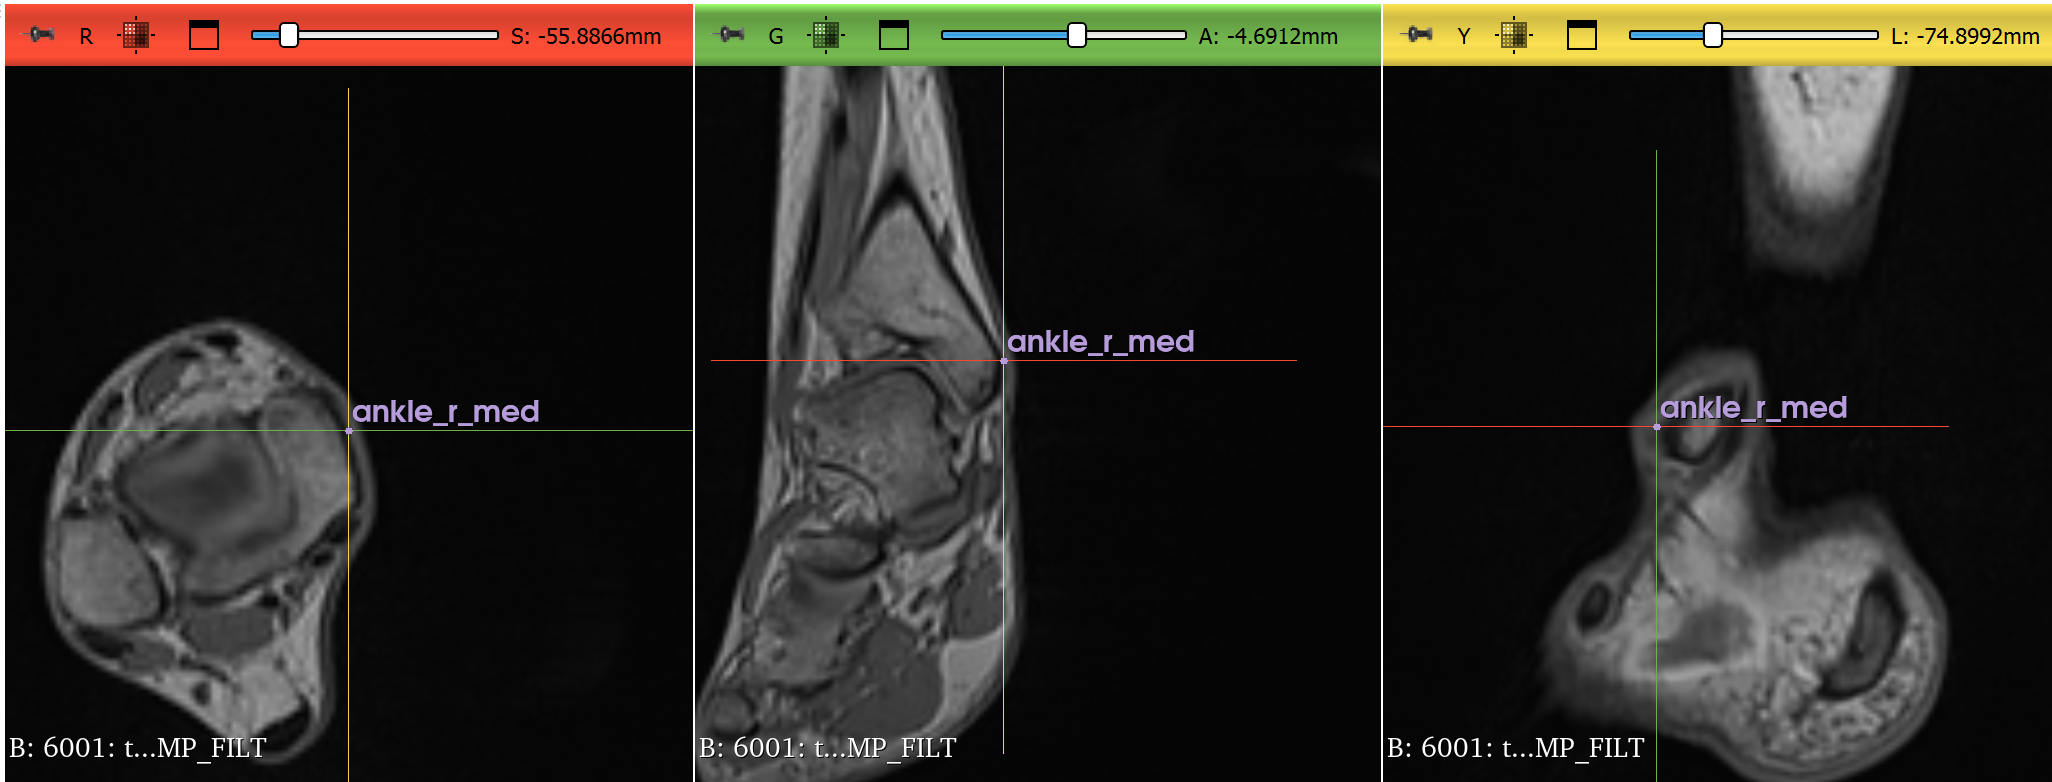 R S: -55.8866mm
G A: -4.6912mm
Y L: -74.8992mm
ankle_r_med
ankle_r_med
ankle_r_med
B: 6001: t...MP_FILT
B: 6001: t...MP_FILT
B: 6001: t...MP_FILT